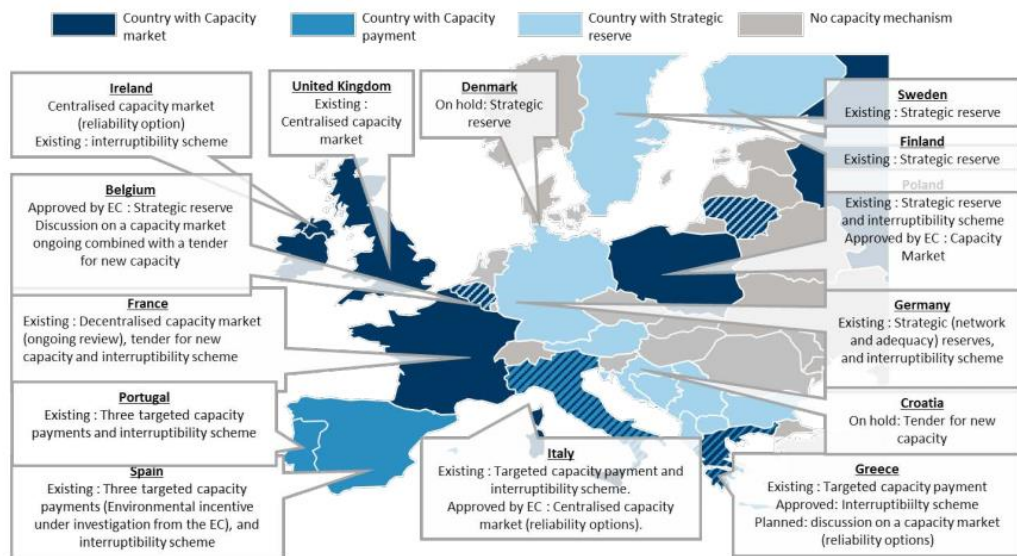 Country with Capacity
market
Country with Capacity
payment
Country with Strategic
reserve
No capacity mechanism
Ireland
Centralised capacity market
(reliability option)
Existing : interruptibility scheme
United Kingdom
Existing :
Centralised capacity
market
Denmark
On hold: Strategic
reserve
Sweden
Existing : Strategic reserve
Finland
Existing : Strategic reserve
Belgium
Approved by EC : Strategic reserve
Discussion on a capacity market
ongoing combined with a tender
for new capacity
Poland
Existing : Strategic reserve
and interruptibility scheme
Approved by EC : Capacity
Market
France
Existing : Decentralised capacity market
(ongoing review), tender for new
capacity and interruptibility scheme
Germany
Existing : Strategic (network
and adequacy) reserves,
and interruptibility scheme
Portugal
Existing : Three targeted capacity
payments and interruptibility scheme
Croatia
On hold: Tender for new
capacity
Spain
Existing : Three targeted capacity
payments (Environmental incentive
under investigation from the EC), and
interruptibility scheme
Italy
Existing : Targeted capacity payment and
interruptibility scheme.
Approved by EC : Centralised capacity
market (reliability options).
Greece
Existing : Targeted capacity payment
Approved: Interruptibiilty scheme
Planned: discussion on a capacity market
(reliability options)